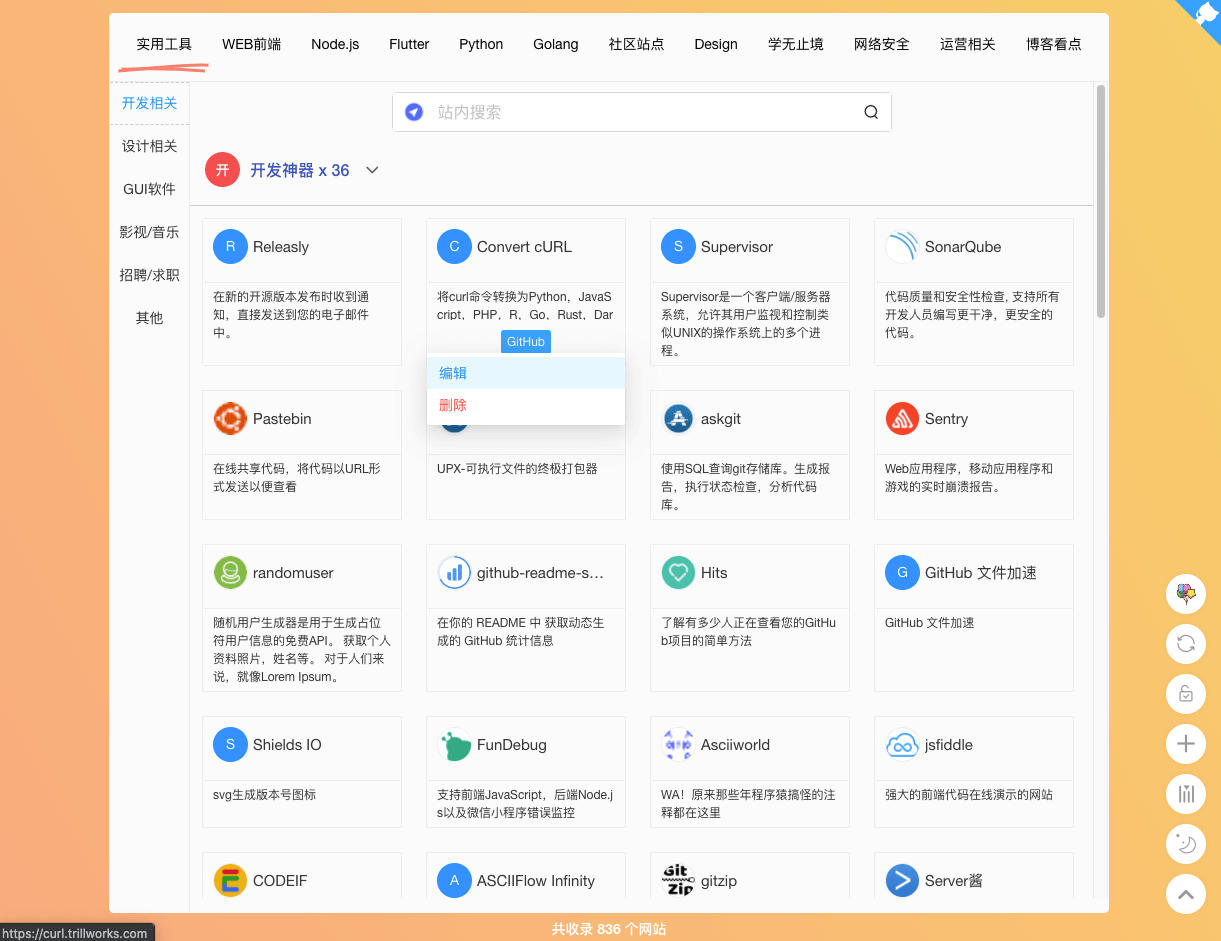 实用工具
WEB前端
Node.js
Flutter
Python
Golang
社区站点
Design
学无止境
网络安全
运营相关
博客看点
开发相关
设计相关
GUI软件
影视/音乐
招聘/求职
其他
站内搜索
开
开发神器 x 36
R
Releasly
在新的开源版本发布时收到通
知，直接发送到您的电子邮件
中。
C
Convert cURL
将curl命令转换为Python，JavaS
cript，PHP，R，Go，Rust，Dar
GitHub
编辑
删除
S
Supervisor
Supervisor是一个客户端/服务器
系统，允许其用户监视和控制类
似UNIX的操作系统上的多个进
程。
SonarQube
代码质量和安全性检查, 支持所有
开发人员编写更干净，更安全的
代码。
Pastebin
在线共享代码，将代码以URL形
式发送以便查看
UPX-可执行文件的终极打包器
askgit
使用SQL查询git存储库。生成报
告，执行状态检查，分析代码
库。
Sentry
Web应用程序，移动应用程序和
游戏的实时崩溃报告。
randomuser
随机用户生成器是用于生成占位
符用户信息的免费API。 获取个人
资料照片，姓名等。 对于人们来
说，就像Lorem Ipsum。
github-readme-s...
在你的 README 中 获取动态生
成的 GitHub 统计信息
Hits
了解有多少人正在查看您的GitHu
b项目的简单方法
G
GitHub 文件加速
GitHub 文件加速
S
Shields IO
svg生成版本号图标
FunDebug
支持前端JavaScript，后端Node.j
s以及微信小程序错误监控
Asciiworld
WA！原来那些年程序猿搞怪的注
释都在这里
jsfiddle
强大的前端代码在线演示的网站
CODEIF
A
ASCIIFlow Infinity
Git
Zip
gitzip
Server酱
共收录 836 个网站
https://curl.trillworks.com